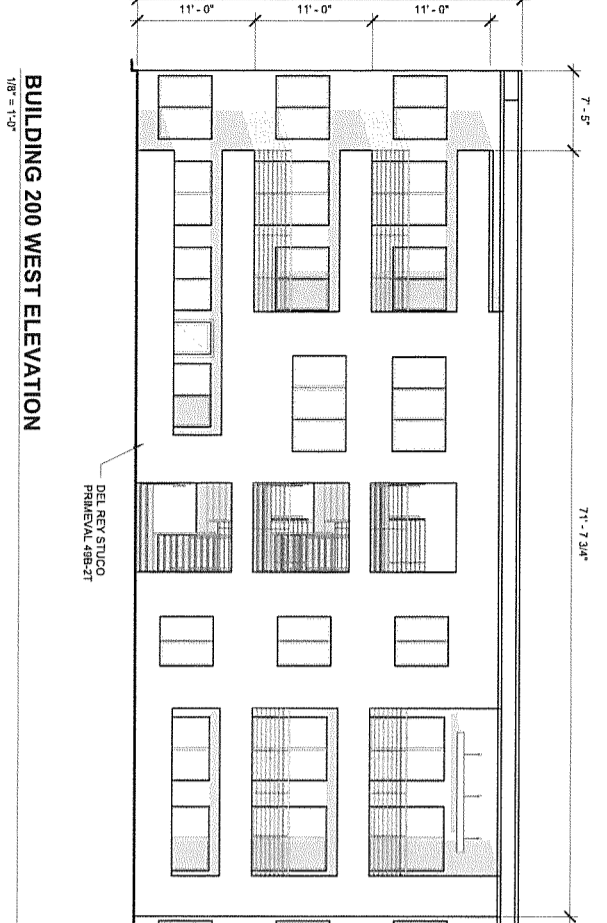 11' - 0"
11' - 0"
11' - 0"
7' - 5"
71' - 7 3/4"
DEL REY STUCO
PRIMEVAL 49B-2T
BUILDING 200 WEST ELEVATION
1/8" = 1'-0"